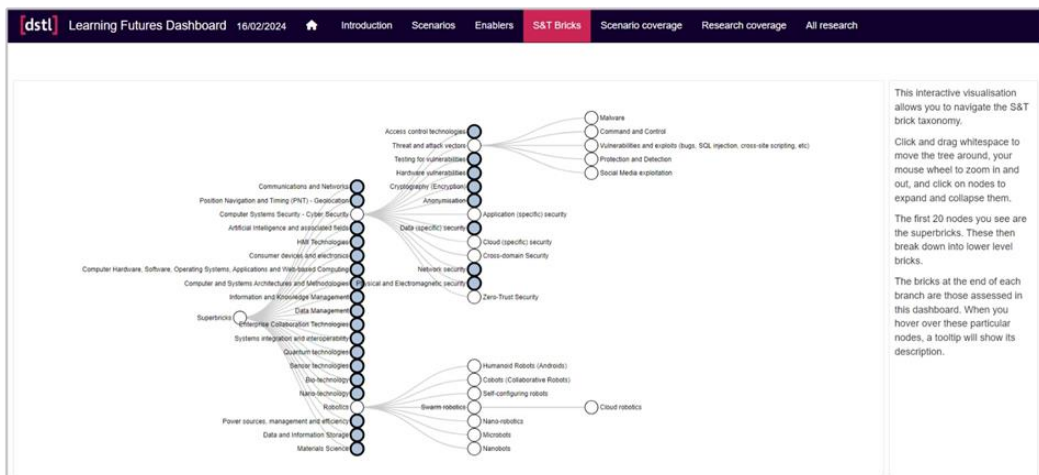 [dstl] Learning Futures Dashboard 16/02/2024 Introduction Scenarios Enablers S&T Bricks Scenario coverage Research coverage All research
Superbricks
Communications and Networks
Position Navigation and Timing (PNT) - Geolocation
Computer Systems Security - Cyber Security
Artificial Intelligence and associated fields
HMI Technologies
Consumer devices and electronics
Computer Hardware, Software, Operating Systems, Applications and Web-based Computing
Computer and Systems Architectures and Methodologies
Information and Knowledge Management
Data Management
Enterprise Collaboration Technologies
Systems integration and interoperability
Quantum technologies
Sensor technologies
Bio-technology
Nano-technology
Robotics
Power sources, management and efficiency
Data and Information Storage
Materials Science
Access control technologies
Threat and attack vectors
Testing for vulnerabilities
Hardware vulnerabilities
Cryptography (Encryption)
Anonymisation
Application (specific) security
Data (specific) security
Cloud (specific) security
Cross-domain Security
Network security
Physical and Electromagnetic security
Zero-Trust Security
Malware
Command and Control
Vulnerabilities and exploits (bugs, SQL injection, cross-site scripting, etc)
Protection and Detection
Social Media exploitation
Humanoid Robots (Androids)
Cobots (Collaborative Robots)
Self-configuring robots
Swarm robotics
Nano-robotics
Microbots
Nanobots
Cloud robotics
This interactive visualisation
allows you to navigate the S&T
brick taxonomy.
Click and drag whitespace to
move the tree around, your
mouse wheel to zoom in and
out, and click on nodes to
expand and collapse them.
The first 20 nodes you see are
the superbricks. These then
break down into lower level
bricks.
The bricks at the end of each
branch are those assessed in
this dashboard. When you
hover over these particular
nodes, a tooltip will show its
description.